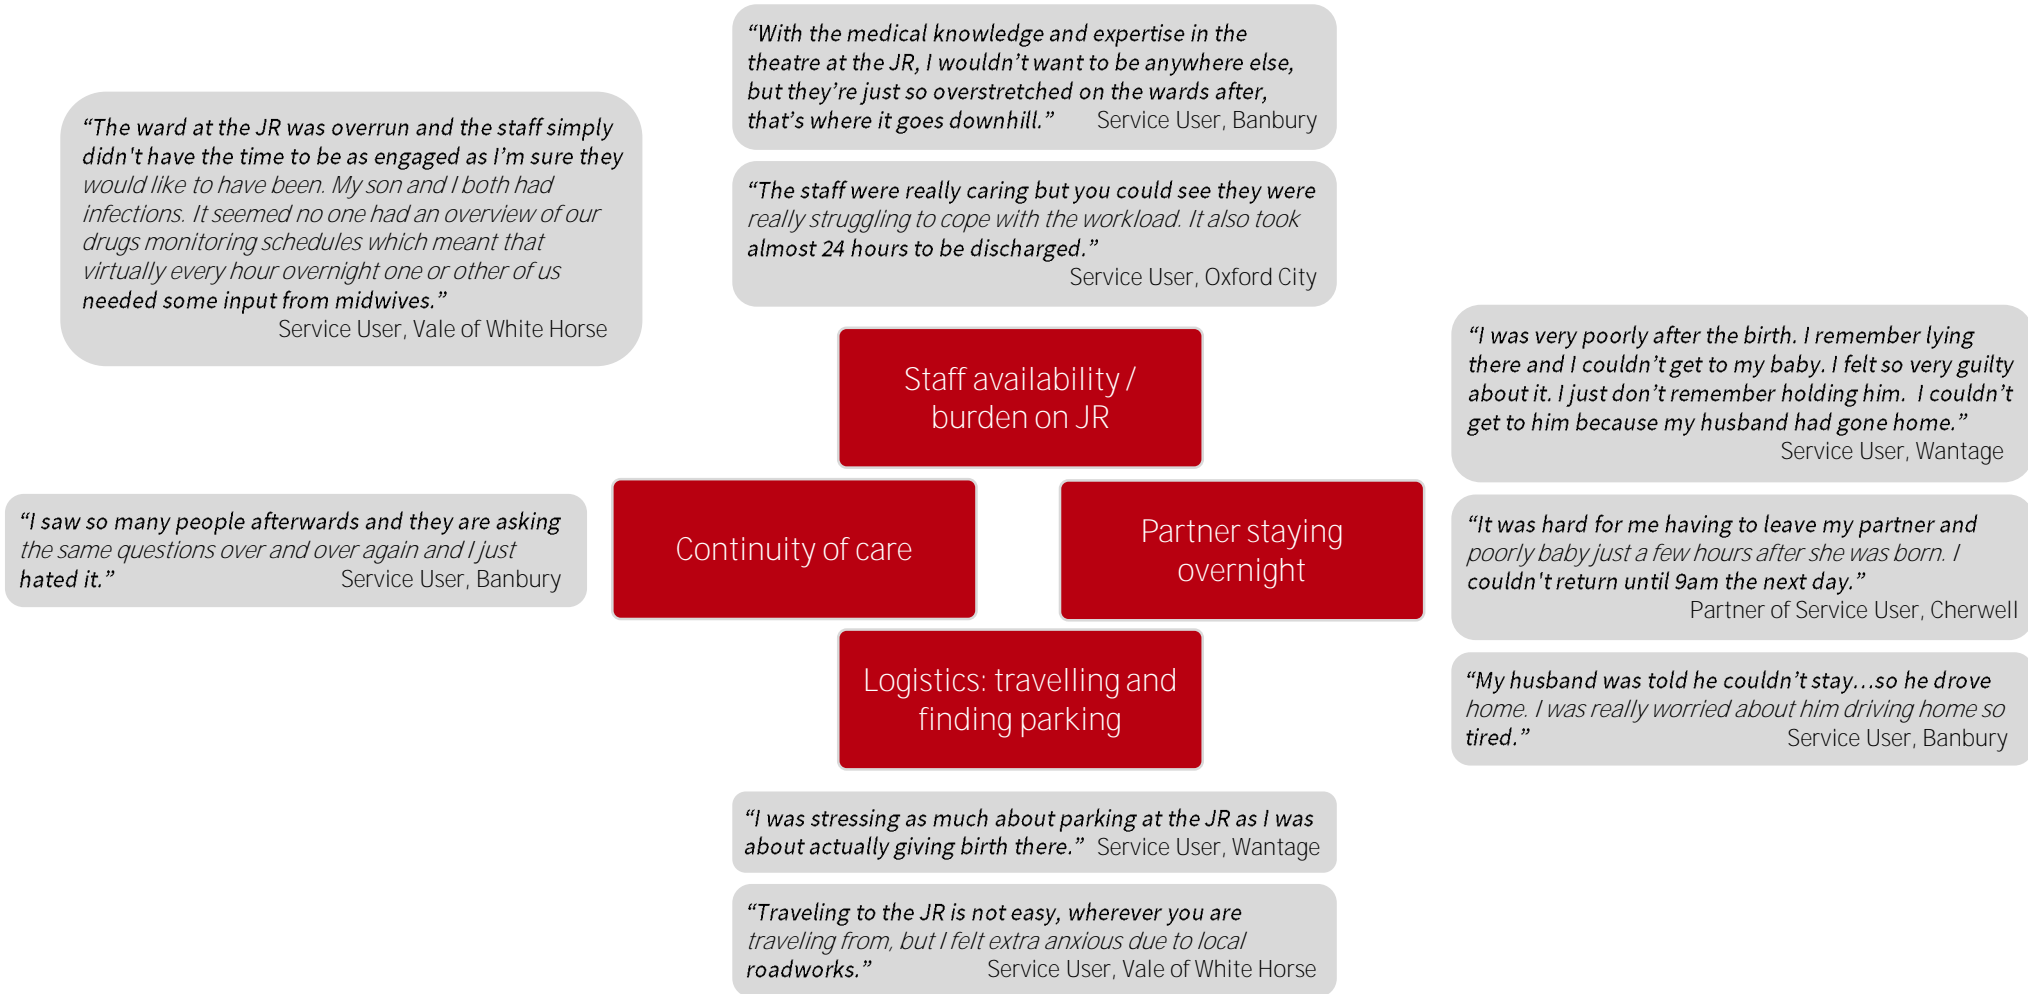 “With the medical knowledge and expertise in the
theatre at the JR, I wouldn’t want to be anywhere else,
but they’re just so overstretched on the wards after,
that’s where it goes downhill.” Service User, Banbury
“The ward at the JR was overrun and the staff simply
didn't have the time to be as engaged as I’m sure they
would like to have been. My son and I both had
infections. It seemed no one had an overview of our
drugs monitoring schedules which meant that
virtually every hour overnight one or other of us
needed some input from midwives.”
Service User, Vale of White Horse
“The staff were really caring but you could see they were
really struggling to cope with the workload. It also took
almost 24 hours to be discharged.”
Service User, Oxford City
Staff availability /
burden on JR
“I was very poorly after the birth. I remember lying
there and I couldn’t get to my baby. I felt so very guilty
about it. I just don’t remember holding him. I couldn’t
get to him because my husband had gone home.”
Service User, Wantage
“I saw so many people afterwards and they are asking
the same questions over and over again and I just
hated it.” Service User, Banbury
Continuity of care
Partner staying
overnight
“It was hard for me having to leave my partner and
poorly baby just a few hours after she was born. I
couldn't return until 9am the next day.”
Partner of Service User, Cherwell
Logistics: travelling and
finding parking
“My husband was told he couldn’t stay…so he drove
home. I was really worried about him driving home so
tired.” Service User, Banbury
“I was stressing as much about parking at the JR as I was
about actually giving birth there.” Service User, Wantage
“Traveling to the JR is not easy, wherever you are
traveling from, but I felt extra anxious due to local
roadworks.” Service User, Vale of White Horse